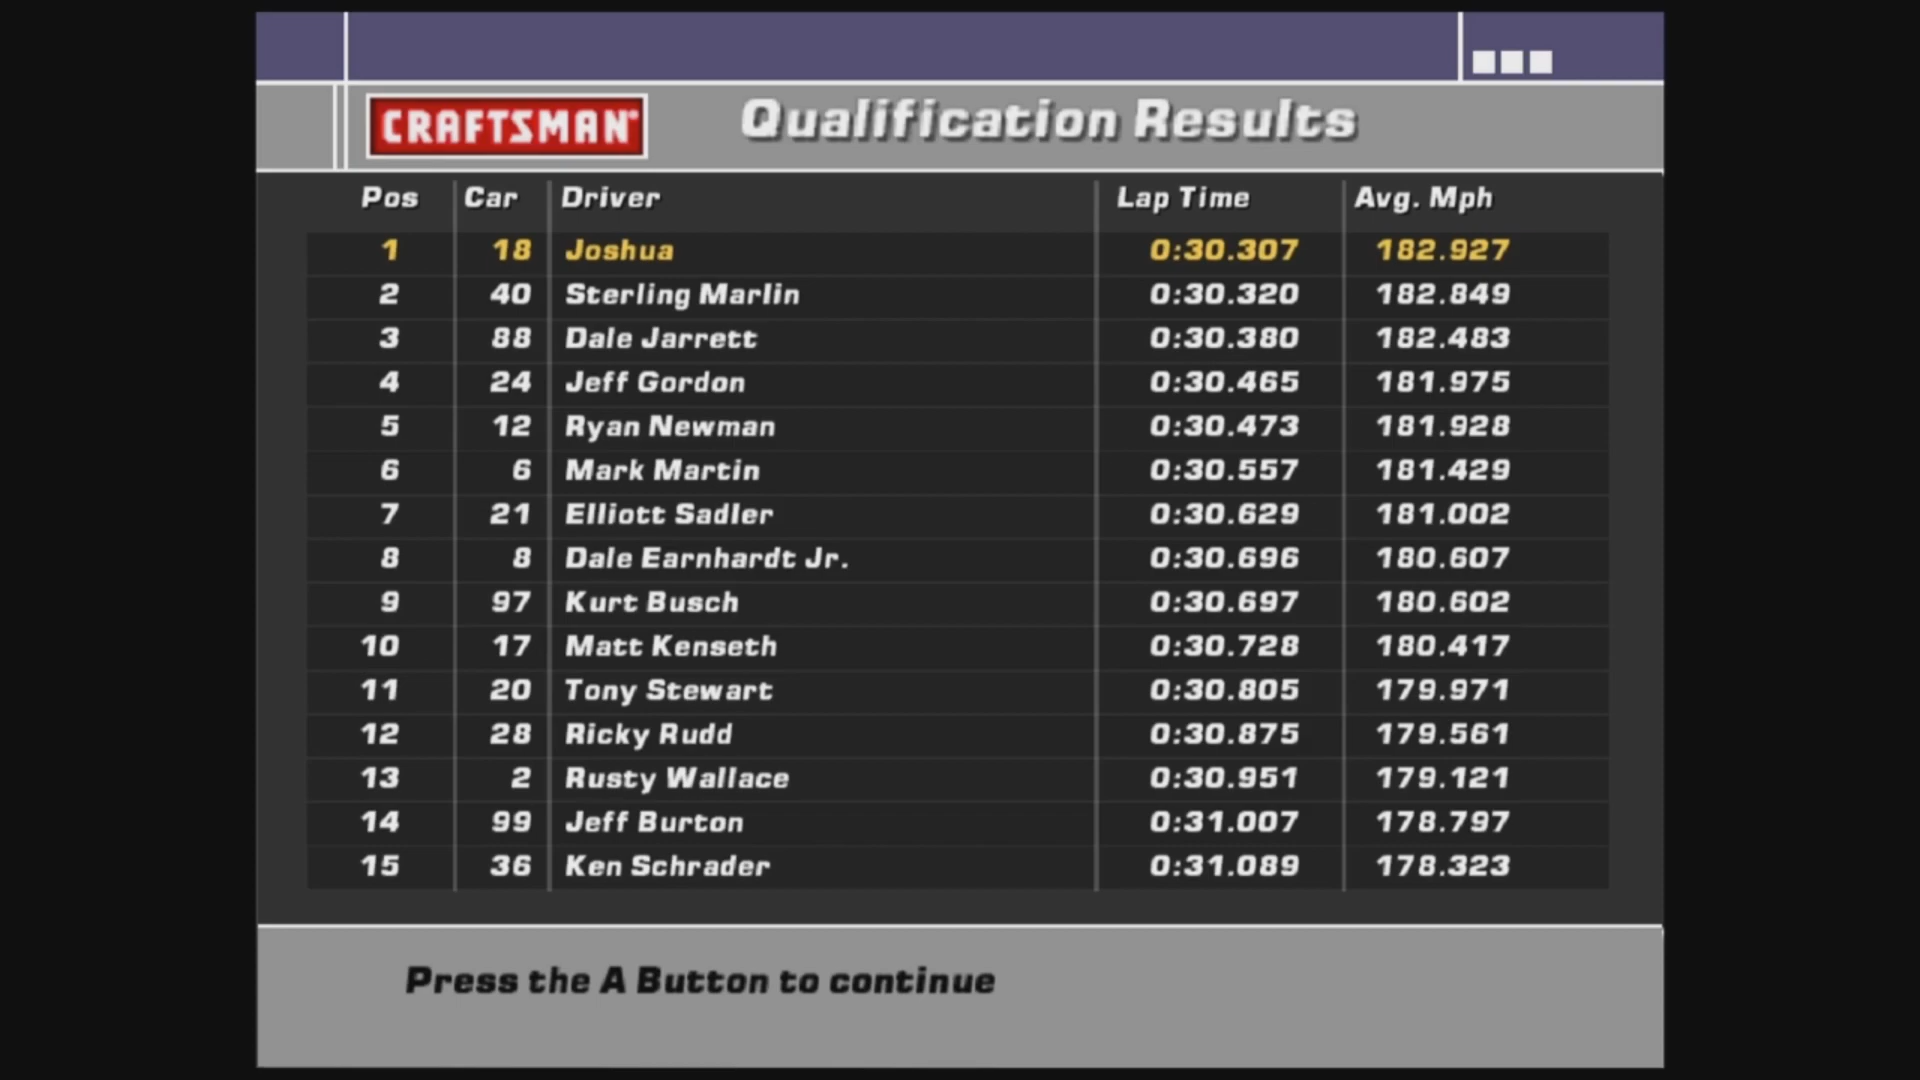 CRAFTSMAN® Qualification Results
Pos Car Driver Lap Time Avg. Mph
1 18 Joshua 0:30.307 182.927
2 40 Sterling Marlin 0:30.320 182.849
3 88 Dale Jarrett 0:30.380 182.483
4 24 Jeff Gordon 0:30.465 181.975
5 12 Ryan Newman 0:30.473 181.928
6 6 Mark Martin 0:30.557 181.429
7 21 Elliott Sadler 0:30.629 181.002
8 8 Dale Earnhardt Jr. 0:30.696 180.607
9 97 Kurt Busch 0:30.697 180.602
10 17 Matt Kenseth 0:30.728 180.417
11 20 Tony Stewart 0:30.805 179.971
12 28 Ricky Rudd 0:30.875 179.561
13 2 Rusty Wallace 0:30.951 179.121
14 99 Jeff Burton 0:31.007 178.797
15 36 Ken Schrader 0:31.089 178.323
Press the A Button to continue